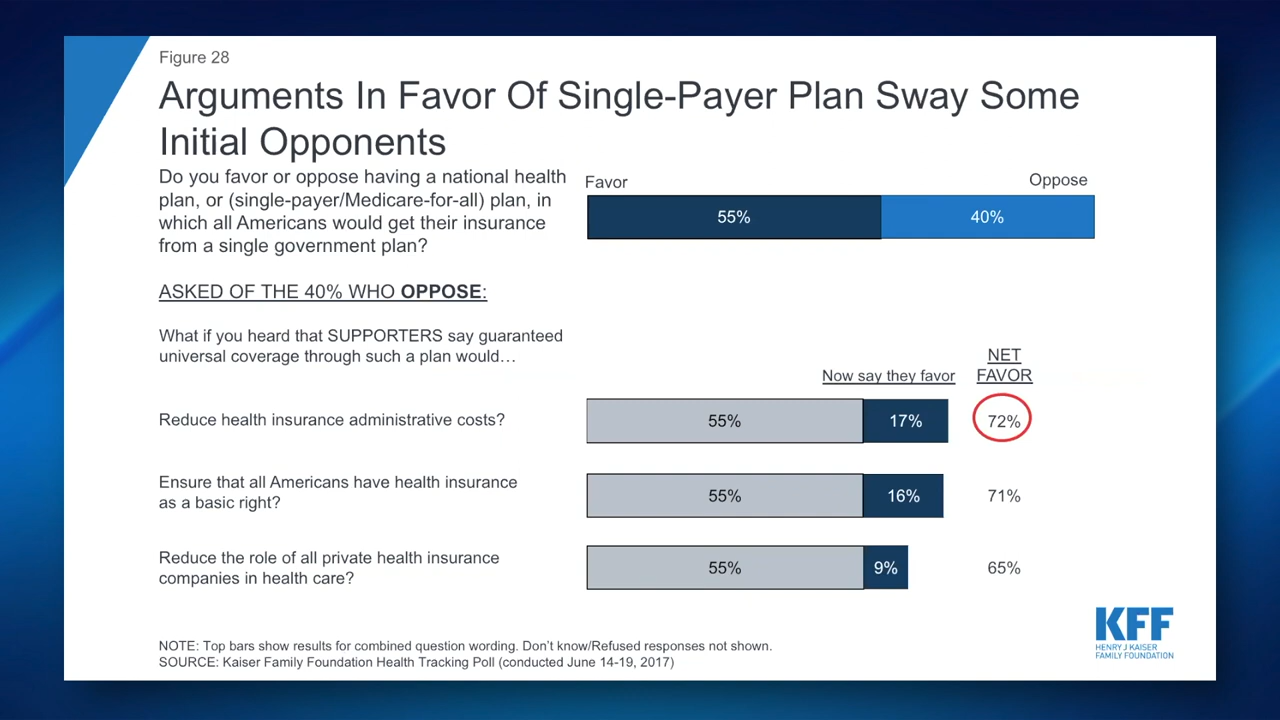 Figure 28
Arguments In Favor Of Single-Payer Plan Sway Some
Initial Opponents
Do you favor or oppose having a national health
plan, or (single-payer/Medicare-for-all) plan, in
which all Americans would get their insurance
from a single government plan?
Favor
Oppose
55%
40%
ASKED OF THE 40% WHO OPPOSE:
What if you heard that SUPPORTERS say guaranteed
universal coverage through such a plan would…
Now say they favor
NET
FAVOR
Reduce health insurance administrative costs?
55%
17%
72%
Ensure that all Americans have health insurance
as a basic right?
55%
16%
71%
Reduce the role of all private health insurance
companies in health care?
55%
9%
65%
NOTE: Top bars show results for combined question wording. Don’t know/Refused responses not shown.
SOURCE: Kaiser Family Foundation Health Tracking Poll (conducted June 14-19, 2017)
KFF
HENRY J KAISER
FAMILY FOUNDATION